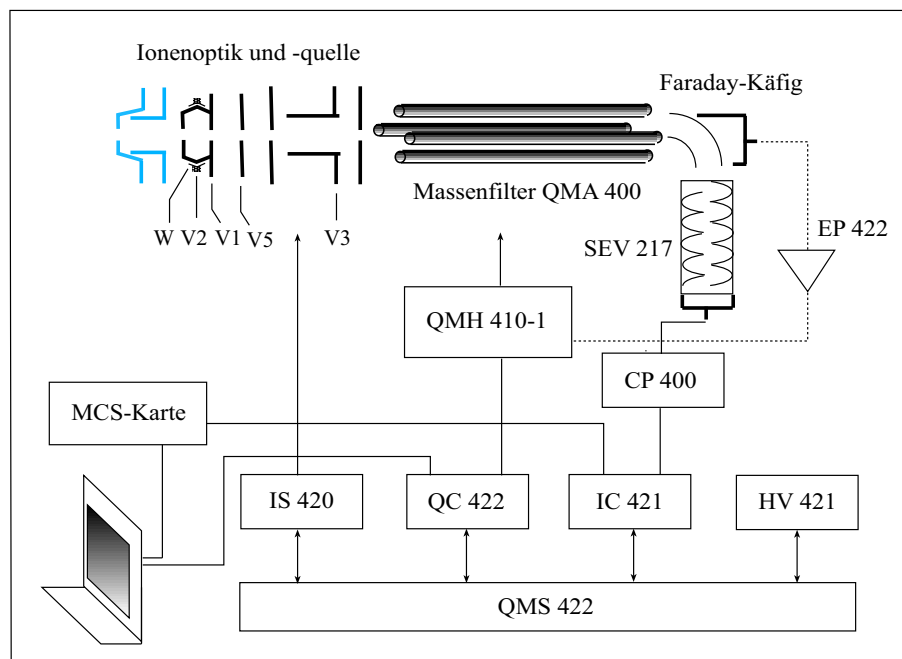 Ionenoptik und -quelle
Faraday-Käfig
Massenfilter QMA 400
W V2 V1 V5 V3
EP 422
SEV 217
QMH 410-1
CP 400
MCS-Karte
IS 420
QC 422
IC 421
HV 421
QMS 422